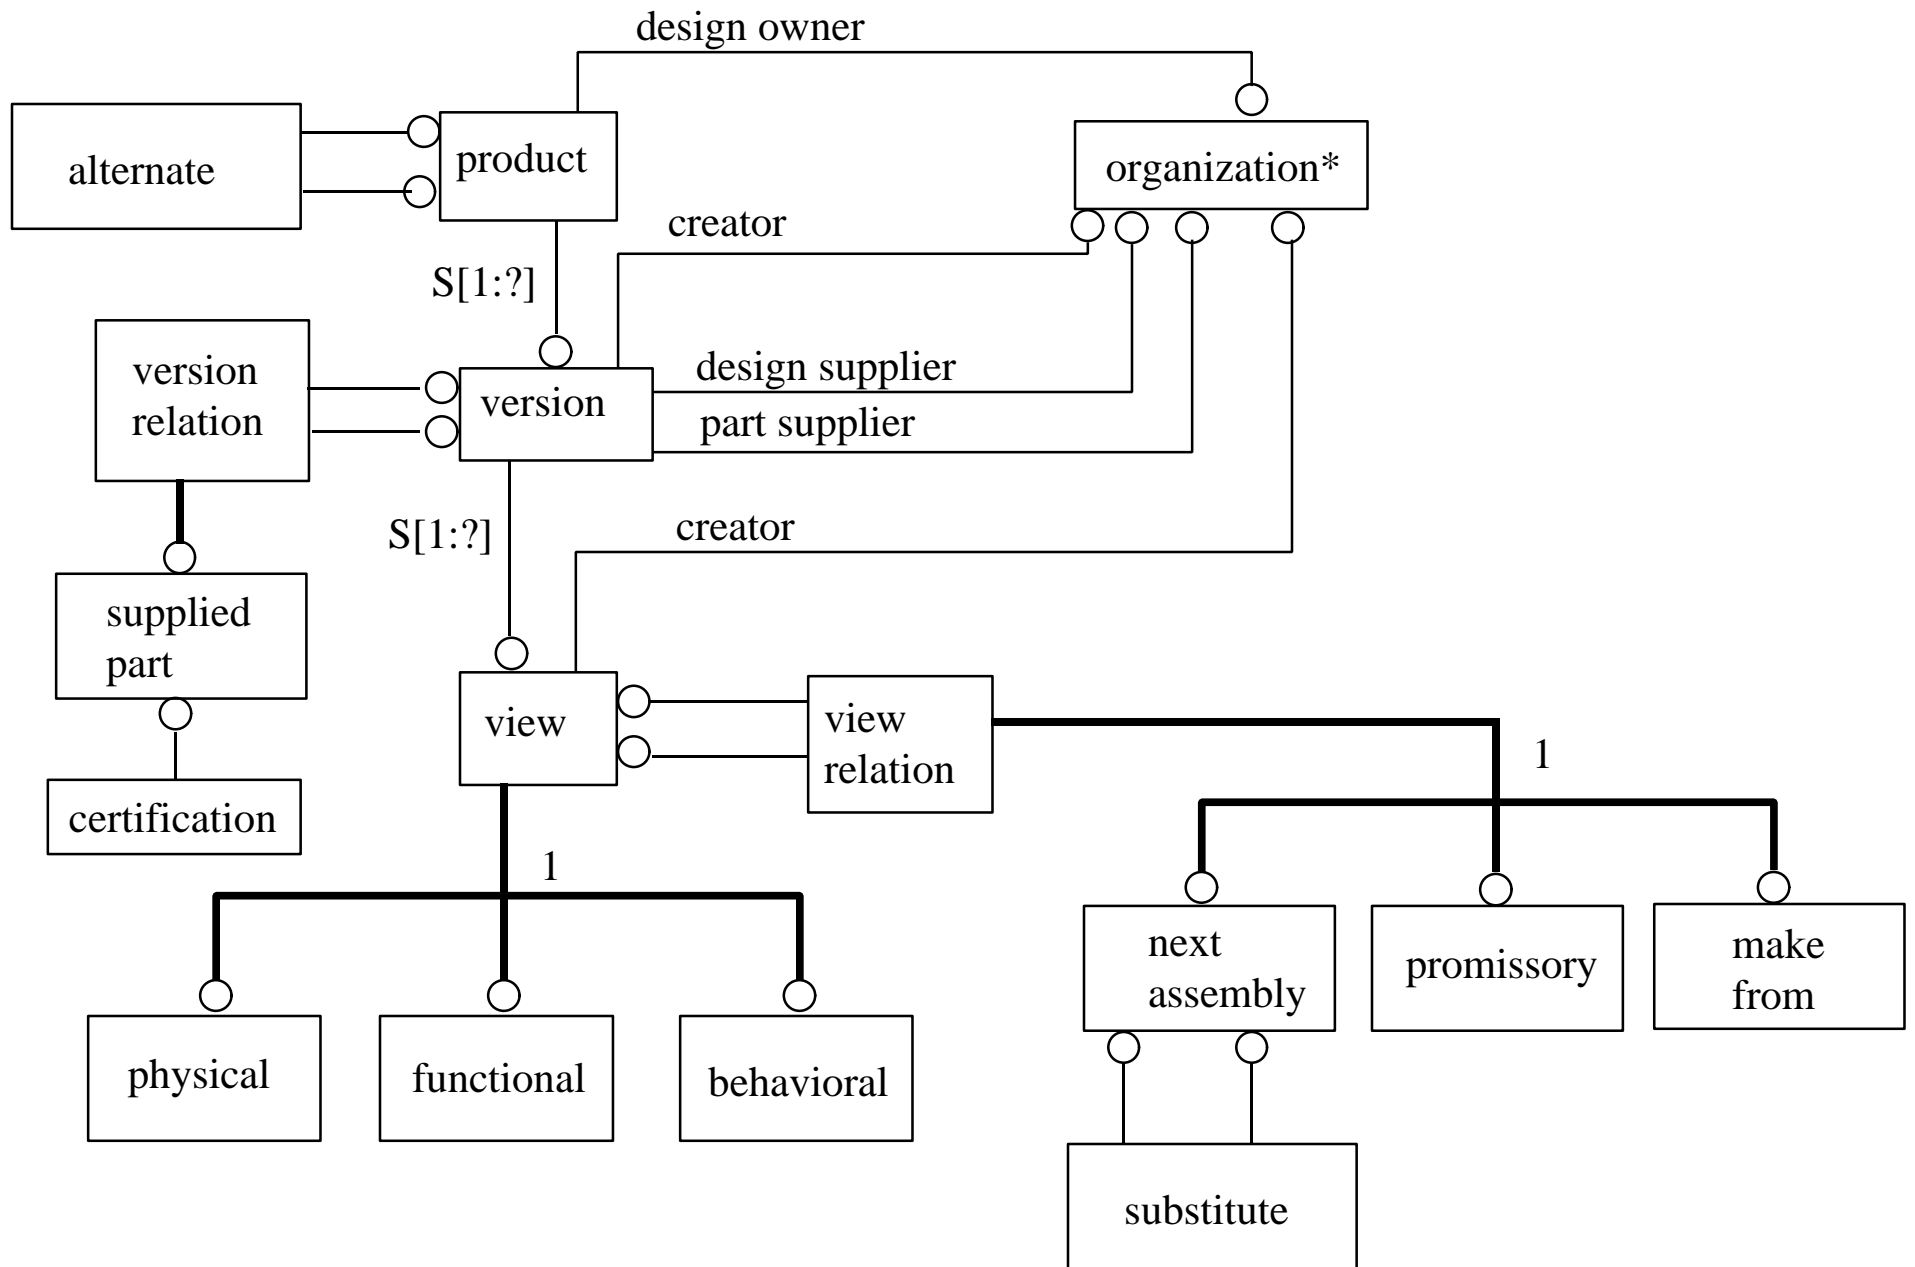 design owner
alternate
product
organization*
creator
S[1:?]
version
relation
version
design supplier
part supplier
S[1:?]
creator
supplied
part
view
view
relation
1
certification
1
next
assembly
promissory
make
from
physical
functional
behavioral
substitute